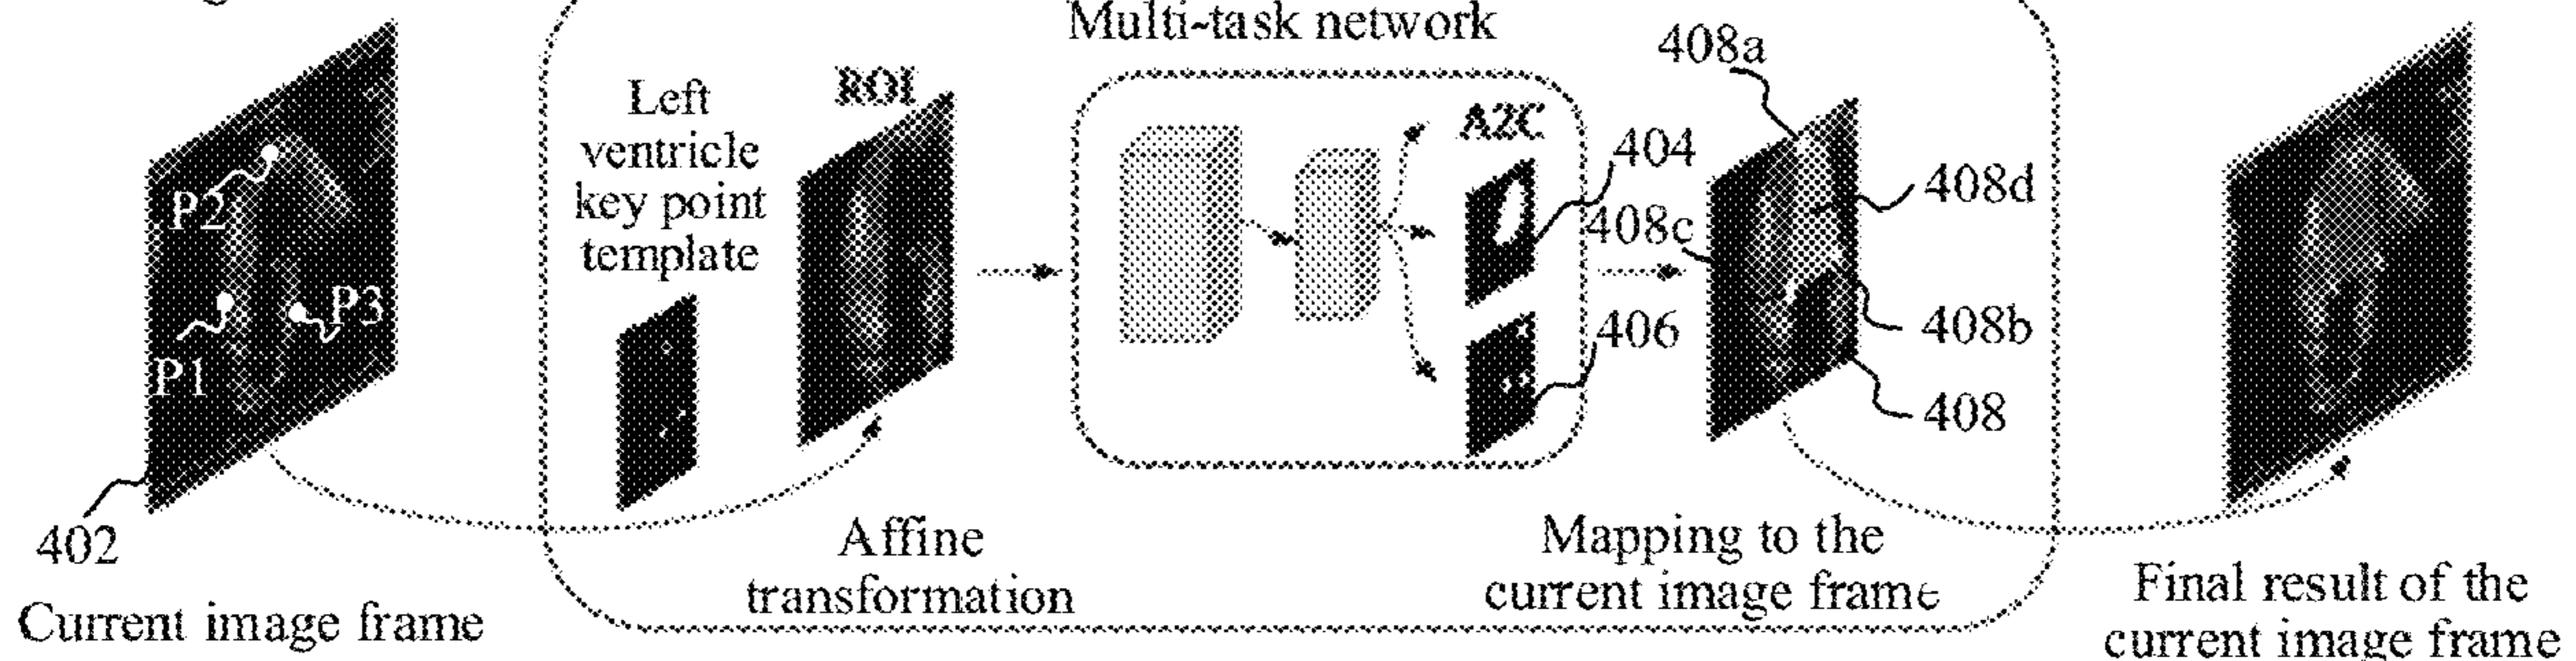 Multi-task network
408a
Left
ventricle
key point
template
ROI
A2C
404
408d
P2
408c
P3
P1
406
408b
408
402
Affine
transformation
Mapping to the
current image frame
Current image frame
Final result of the
current image frame